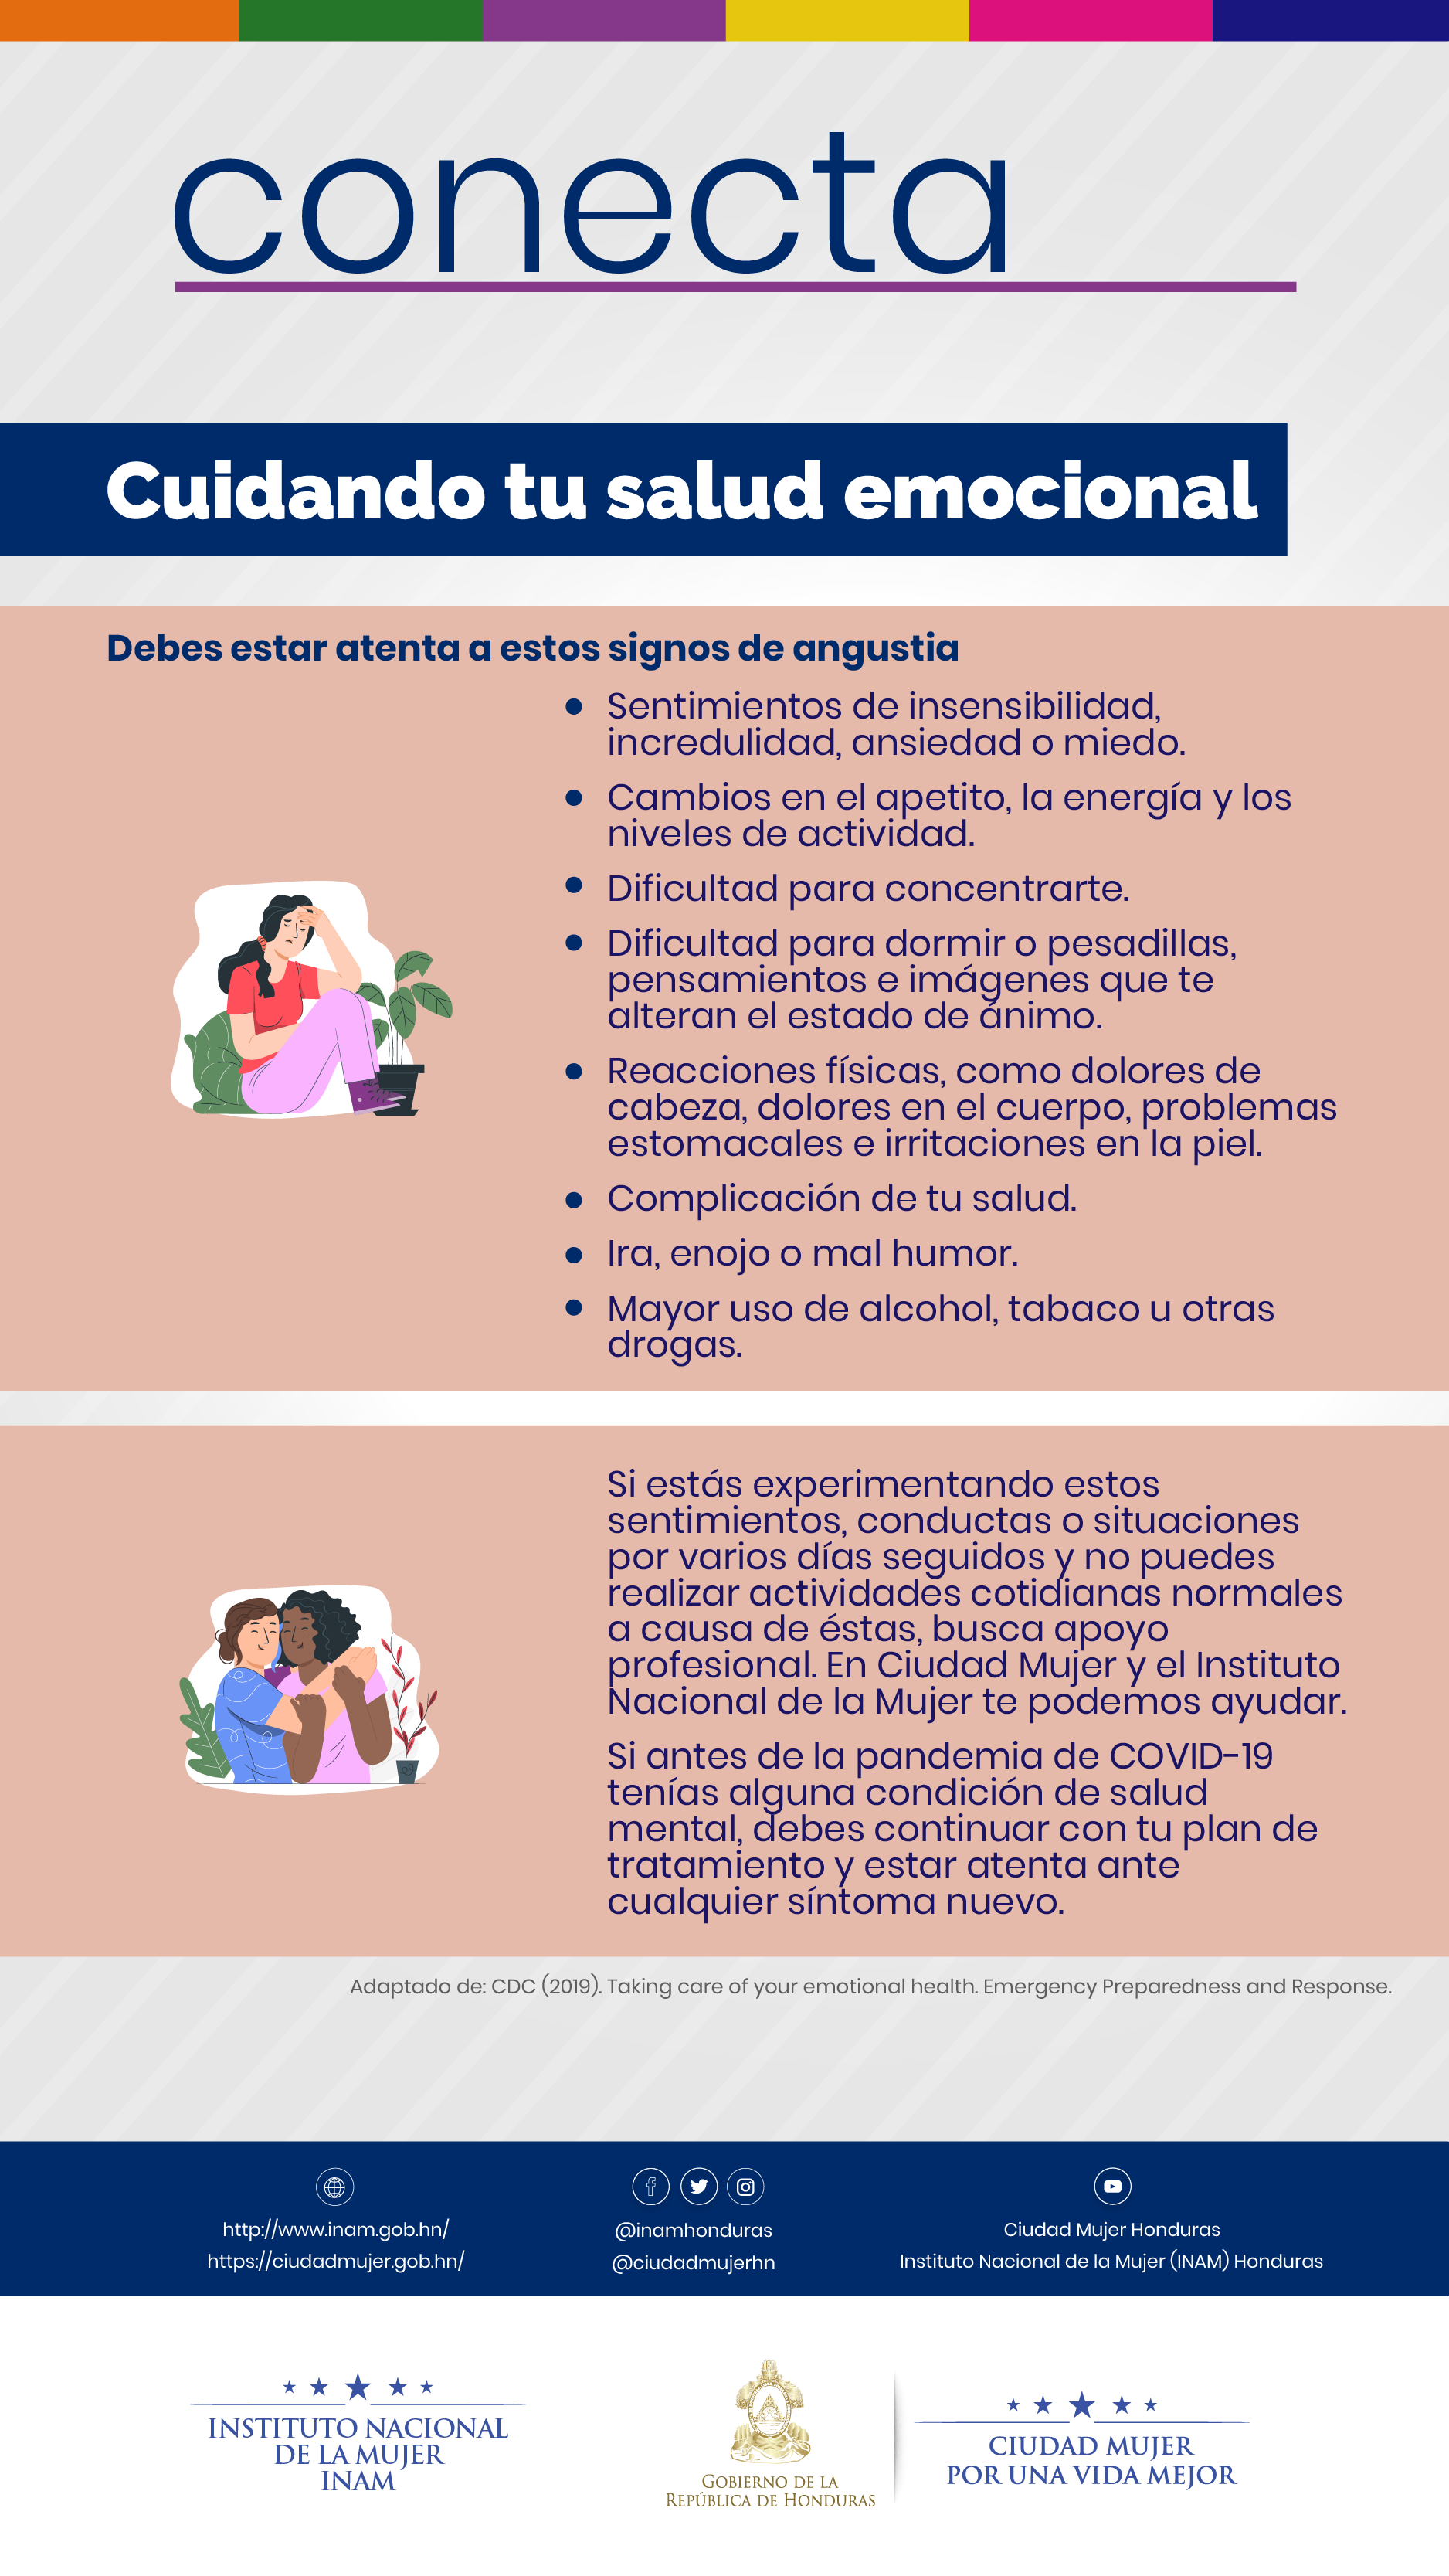 conecta
Cuidando tu salud emocional
Debes estar atenta a estos signos de angustia
• Sentimientos de insensibilidad,
incredulidad, ansiedad o miedo.
• Cambios en el apetito, la energía y los
niveles de actividad.
• Dificultad para concentrarte.
• Dificultad para dormir o pesadillas,
pensamientos e imágenes que te
alteran el estado de ánimo.
• Reacciones físicas, como dolores de
cabeza, dolores en el cuerpo, problemas
estomacales e irritaciones en la piel.
• Complicación de tu salud.
• Ira, enojo o mal humor.
• Mayor uso de alcohol, tabaco u otras
drogas.
Si estás experimentando estos
sentimientos, conductas o situaciones
por varios días seguidos y no puedes
realizar actividades cotidianas normales
a causa de éstas, busca apoyo
profesional. En Ciudad Mujer y el Instituto
Nacional de la Mujer te podemos ayudar.
Si antes de la pandemia de COVID-19
tenías alguna condición de salud
mental, debes continuar con tu plan de
tratamiento y estar atenta ante
cualquier síntoma nuevo.
Adaptado de: CDC (2019). Taking care of your emotional health. Emergency Preparedness and Response.
http://www.inam.gob.hn/
https://ciudadmujer.gob.hn/
@inamhonduras
@ciudadmujerhn
Ciudad Mujer Honduras
Instituto Nacional de la Mujer (INAM) Honduras
INSTITUTO NACIONAL
DE LA MUJER
INAM
GOBIERNO DE LA
REPÚBLICA DE HONDURAS
CIUDAD MUJER
POR UNA VIDA MEJOR